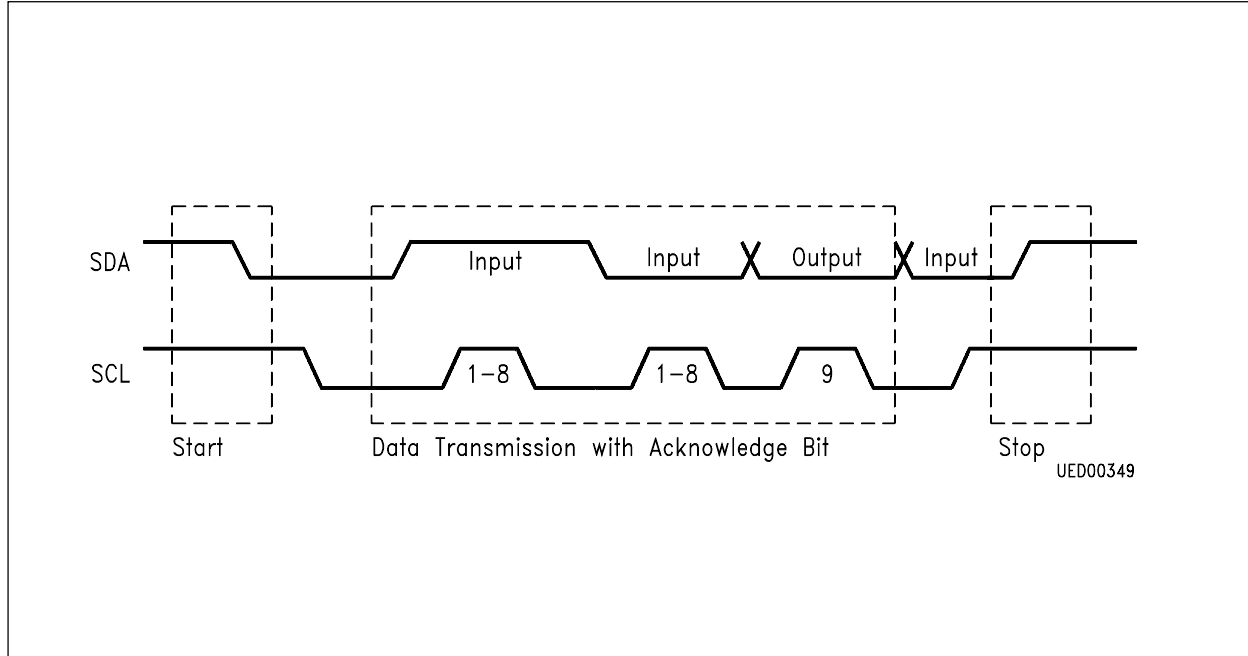 SDA
Input
Input
Output
Input
SCL
1–8
1–8
9
Start
Data Transmission with Acknowledge Bit
Stop
UED00349